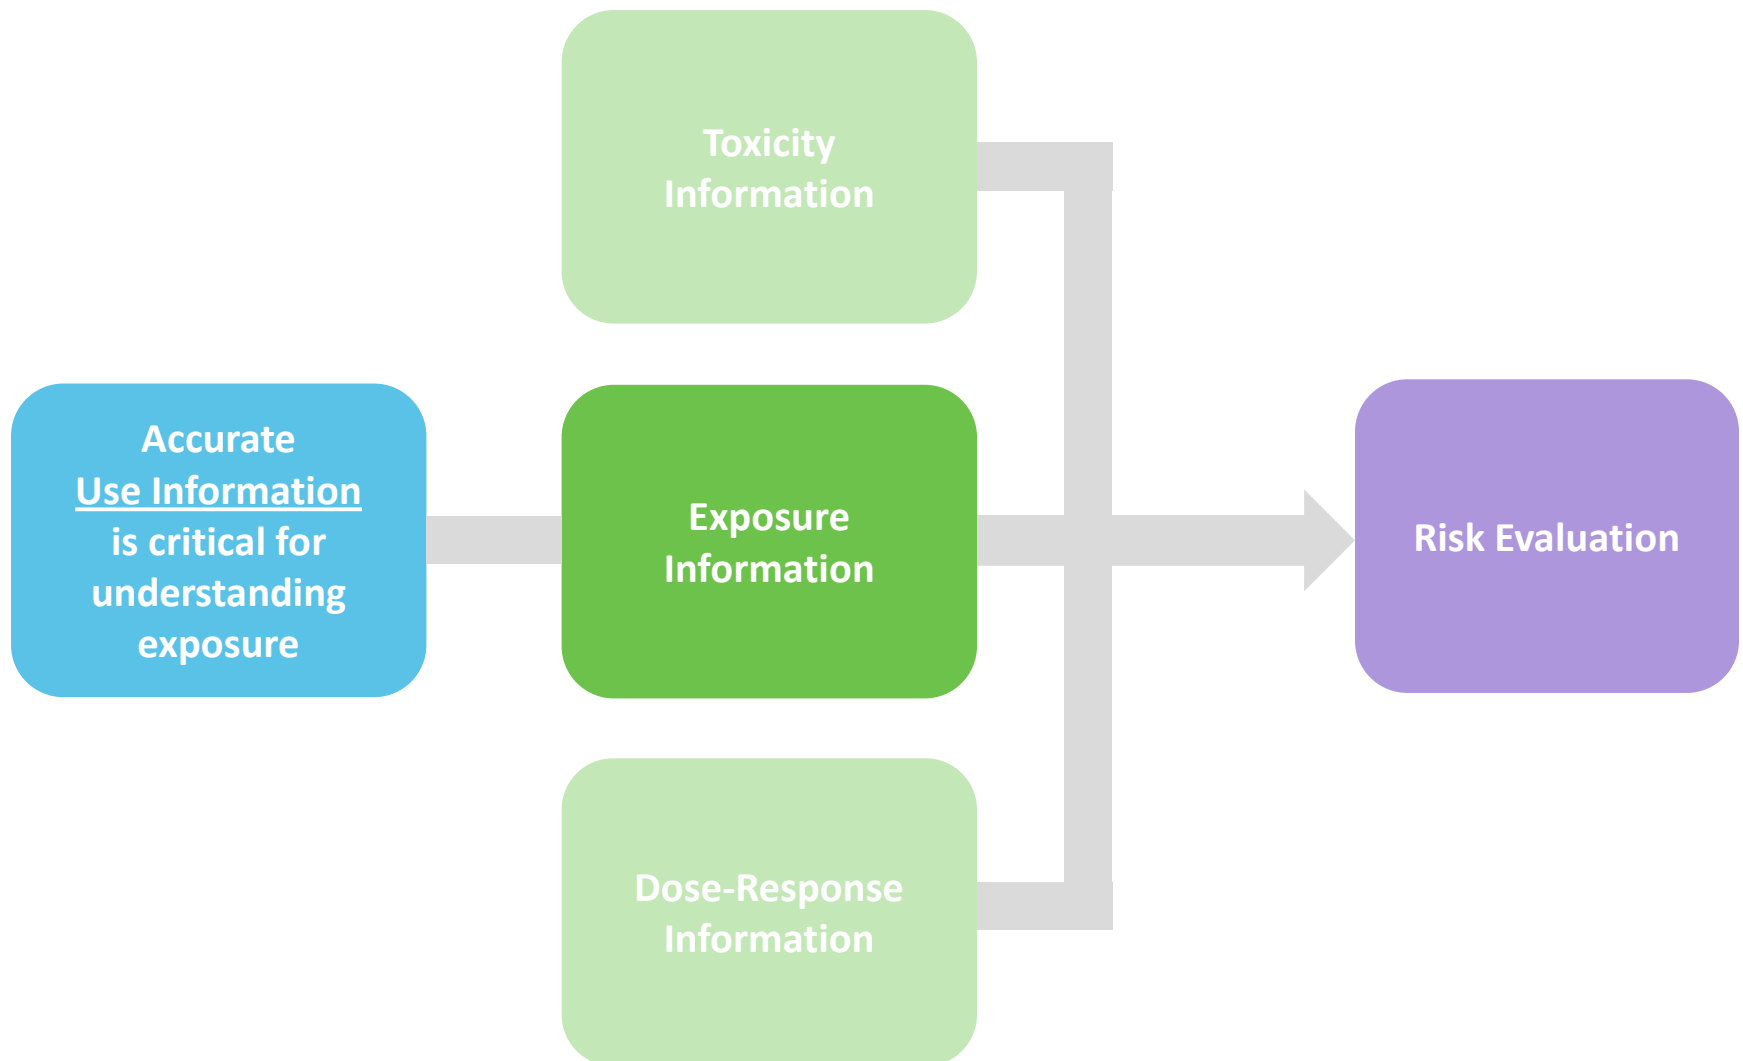 Toxicity
Information
Accurate
Use Information
is critical for
understanding
exposure
Exposure
Information
Risk Evaluation
Dose-Response
Information